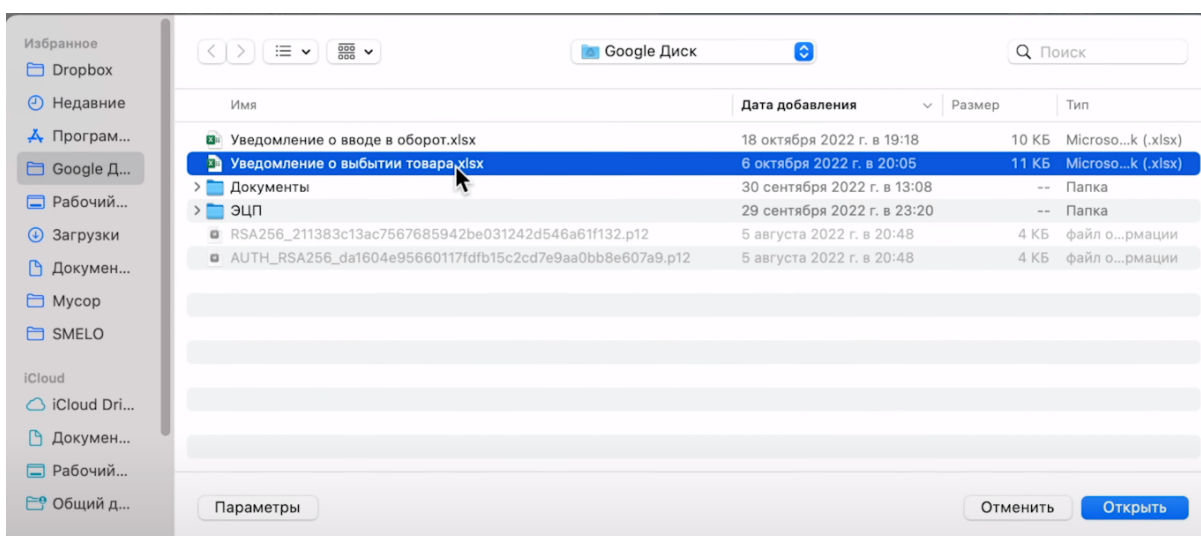 Избранное
Dropbox
Недавние
Програм...
Google Д...
Рабочий...
Загрузки
Докумен...
Мусор
SMELO
iCloud
iCloud Dri...
Докумен...
Рабочий...
Общий д...
Google Диск
Поиск
Имя Дата добавления Размер Тип
Уведомление о вводе в оборот.xlsx 18 октября 2022 г. в 19:18 10 КБ Microso...k (.xlsx)
Уведомление о выбытии товара.xlsx 6 октября 2022 г. в 20:05 11 КБ Microso...k (.xlsx)
Документы 30 сентября 2022 г. в 13:08 -- Папка
ЭЦП 29 сентября 2022 г. в 23:20 -- Папка
RSA256_211383c13ac7567685942be031242d546a61f132.p12 5 августа 2022 г. в 20:48 4 КБ файл о...рмации
AUTH_RSA256_da1604e95660117fdfb15c2cd7e9aa0bb8e607a9.p12 5 августа 2022 г. в 20:48 4 КБ файл о...рмации
Параметры Отменить Открыть